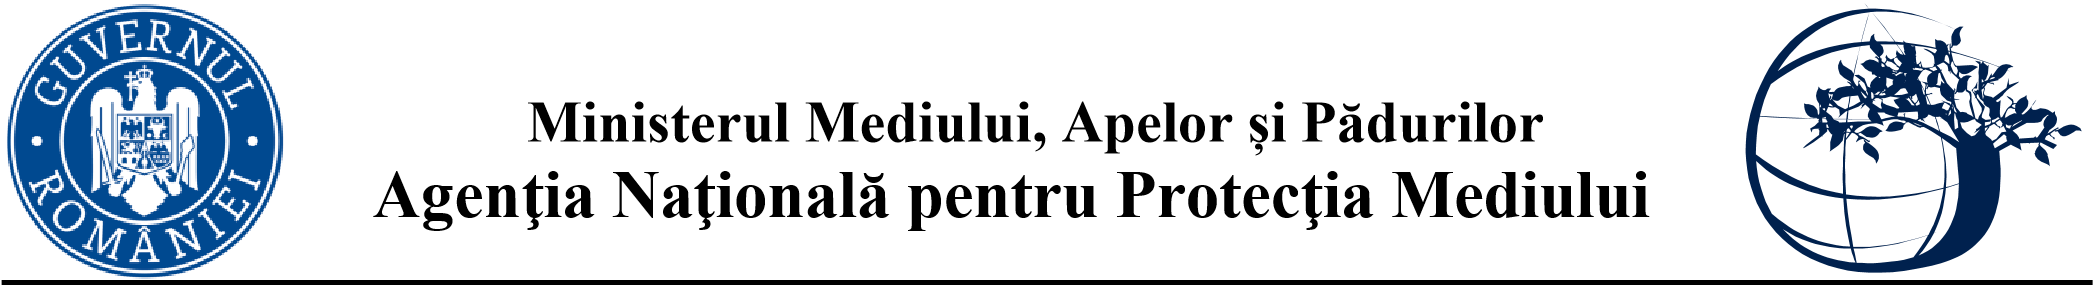 GUVERNUL ROMÂNIEI
Ministerul Mediului, Apelor și Pădurilor
Agenţia Naţională pentru Protecţia Mediului